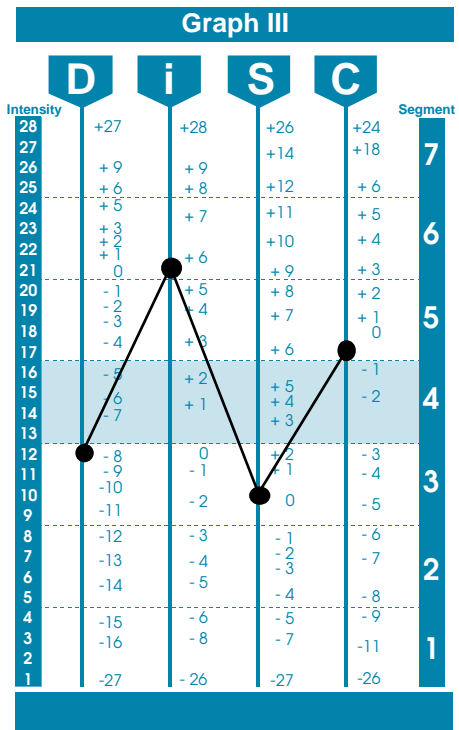 Graph III
D i S C
Intensity Segment
28 +27 +28 +26 +24
27 +14 +18 7
26 + 9 + 9
25 + 6 + 8 +12 + 6
24 + 5 + 7 +11 + 5
23 + 3 6
+ 2 +10 + 4
22 + 1 + 6
21 0 + 9 + 3
20 - 1 + 5 + 8 + 2
19 - 2 + 4 + 7 + 1 5
18 - 3 0
17 - 4 + 3 + 6
16 - 5 + 2 - 1
15 - 6 + 1 + 5 - 2 4
14 - 7 + 4
13 + 3
12 - 8 0 + 2 - 3
11 - 9 - 1 + 1 - 4 3
10 -10 - 2 0 - 5
9 -11
8 -12 - 3 - 1 - 6
7 -13 - 4 - 2 - 7 2
6 -14 - 5 - 3
5 - 4 - 8
4 -15 - 6 - 5 - 9
3 -16 - 8 - 7 -11 1
2
1 -27 - 26 -27 -26